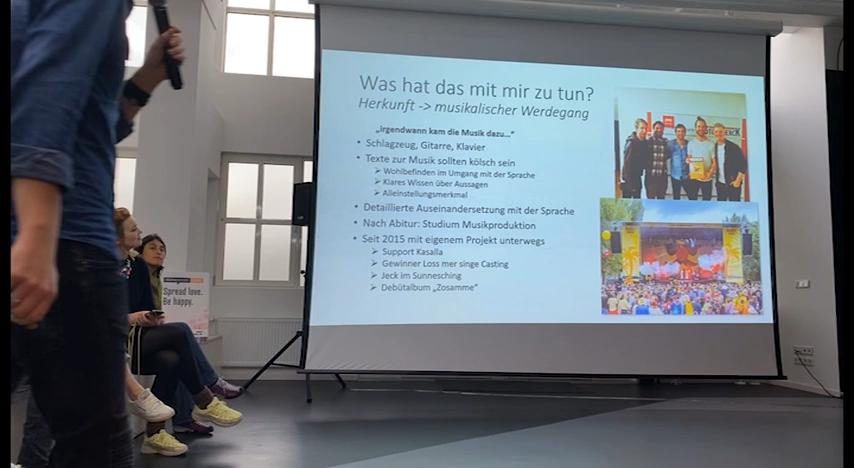 Was hat das mit mir zu tun?
Herkunft -> musikalischer Werdegang
„irgendwann kam die Musik dazu..."
• Schlagzeug, Gitarre, Klavier
• Texte zur Musik sollten kölsch sein
➢ Wohlbefinden im Umgang mit der Sprache
➢ Klares Wissen über Aussagen
➢ Alleinstellungsmerkmal
• Detaillierte Auseinandersetzung mit der Sprache
• Nach Abitur: Studium Musikproduktion
• Seit 2015 mit eigenem Projekt unterwegs
➢ Support Kasalla
➢ Gewinner Loss mer singe Casting
➢ Jeck im Sunnesching
➢ Debütalbum „Zosamme"
Spread love.
Be happy.